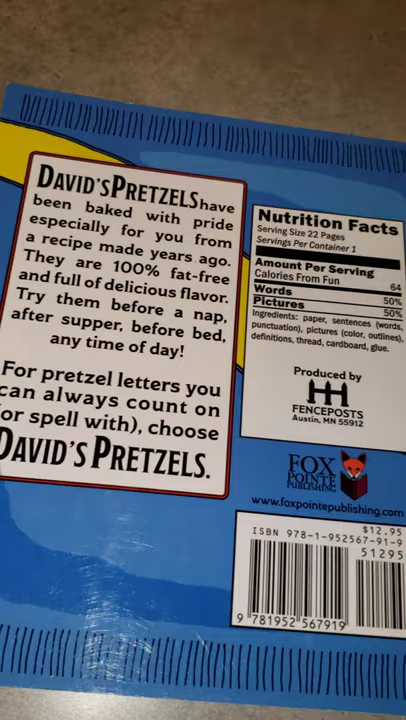 DAVID'S PRETZELS have
been baked with pride
especially for you from
a recipe made years ago.
They are 100% fat-free
and full of delicious flavor.
Try them before a nap,
after supper, before bed,
any time of day!
For pretzel letters you
can always count on
(or spell with), choose
DAVID'S PRETZELS.
Nutrition Facts
Serving Size 22 Pages
Servings Per Container 1
Amount Per Serving
Calories From Fun 64
Words 50%
Pictures 50%
Ingredients: paper, sentences (words,
punctuation), pictures (color, outlines),
definitions, thread, cardboard, glue.
Produced by
FENCEPOSTS
Austin, MN 55912
FOX
POINTE
PUBLISHING
www.foxpointepublishing.com
$12.95
ISBN 978-1-952567-91-9
51295
9 781952 567919